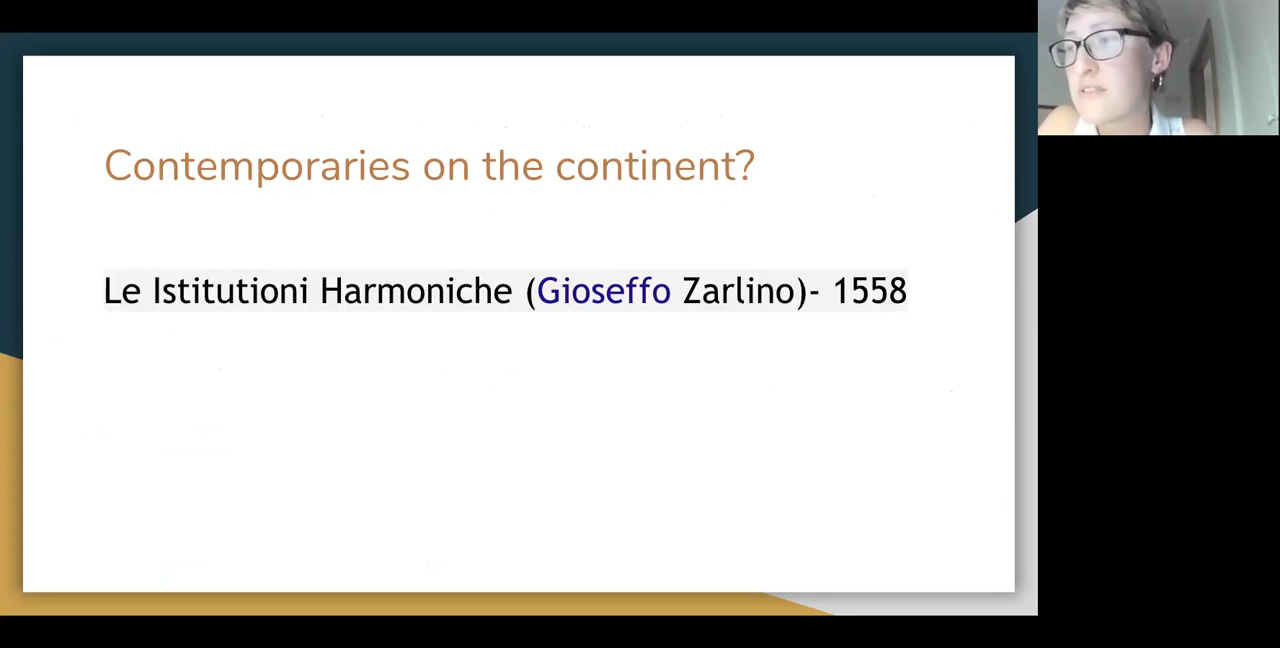 Contemporaries on the continent?
Le Istitutioni Harmoniche (Gioseffo Zarlino)- 1558